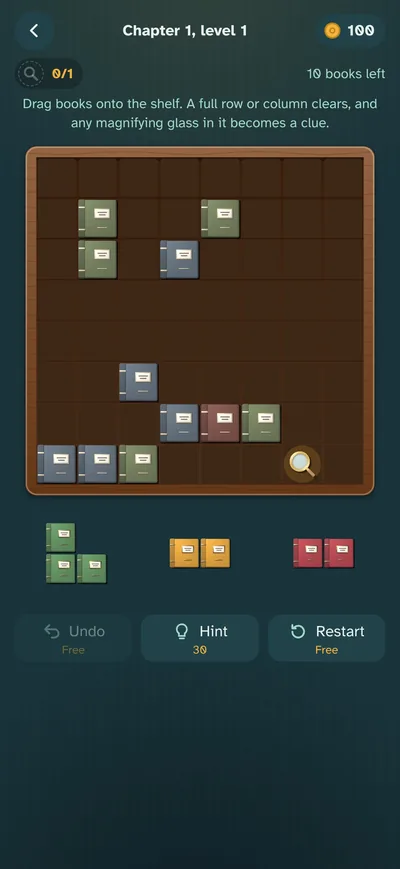 Chapter 1, level 1
100
0/1
10 books left
Drag books onto the shelf. A full row or column clears, and
any magnifying glass in it becomes a clue.
Undo
Free
Hint
30
Restart
Free